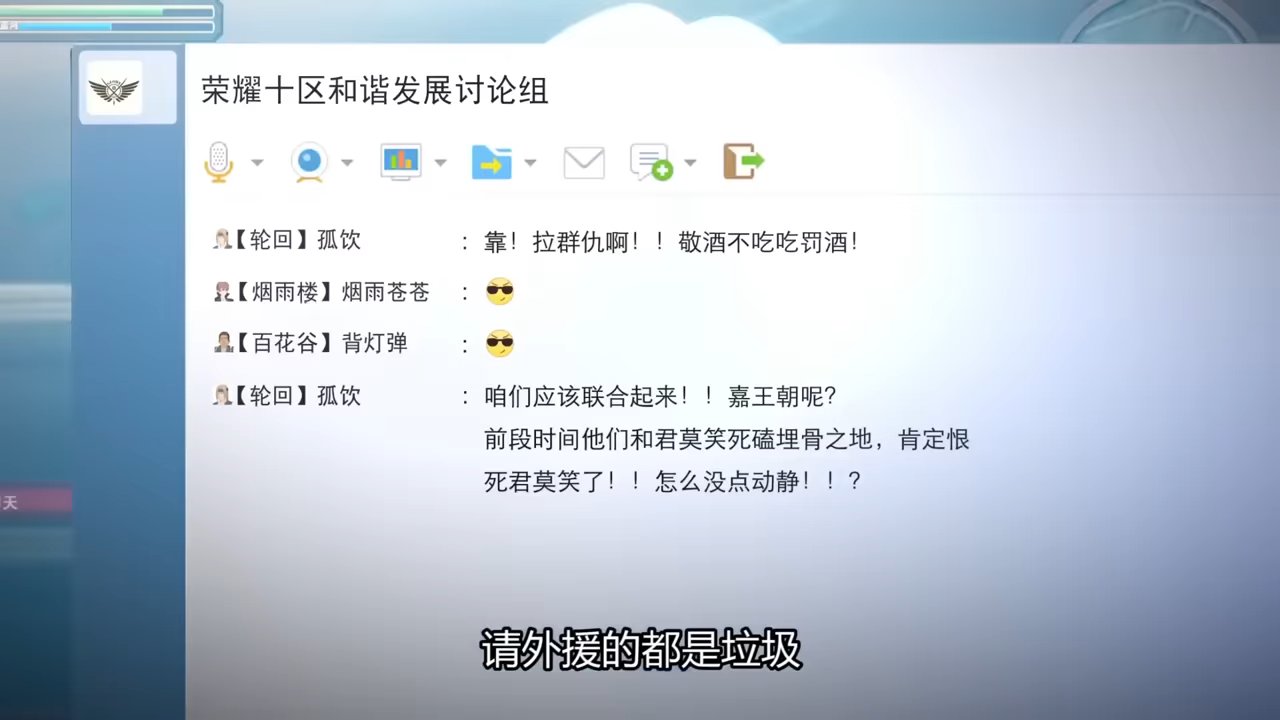 荣耀十区和谐发展讨论组
【轮回】孤饮 : 靠!拉群仇啊!!敬酒不吃吃罚酒!
【烟雨楼】烟雨苍苍 :
【百花谷】背灯弹 :
【轮回】孤饮 : 咱们应该联合起来!!嘉王朝呢?
前段时间他们和君莫笑死磕埋骨之地,肯定恨
死君莫笑了!!怎么没点动静!!?
天
请外援的都是垃圾